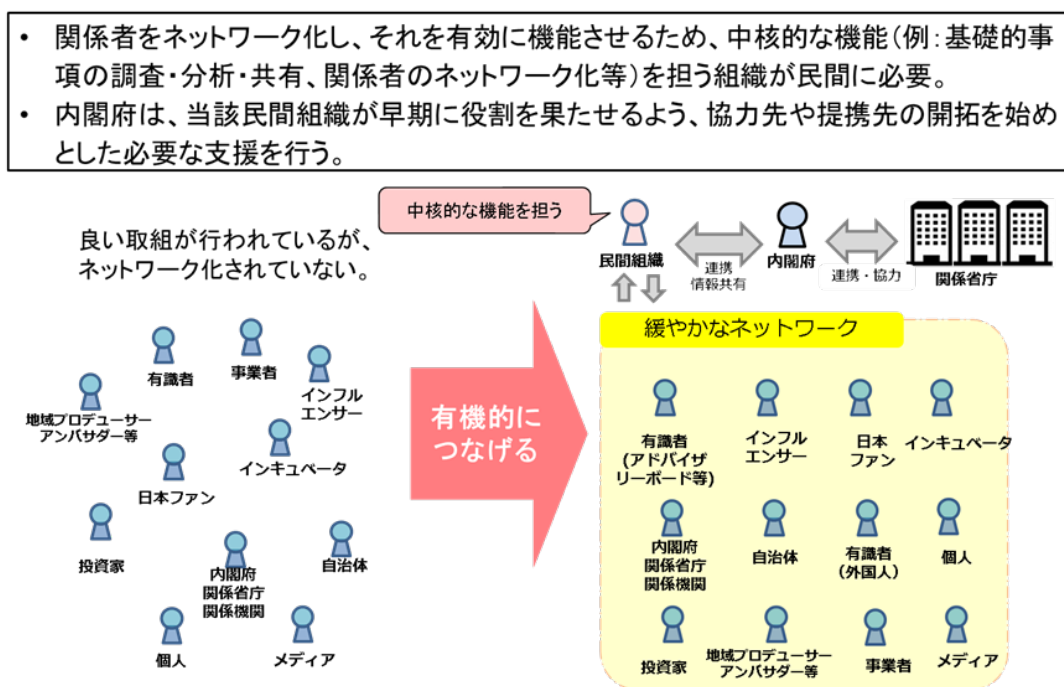 • 関係者をネットワーク化し、それを有効に機能させるため、中核的な機能(例:基礎的事
項の調査・分析・共有、関係者のネットワーク化等)を担う組織が民間に必要。
• 内閣府は、当該民間組織が早期に役割を果たせるよう、協力先や提携先の開拓を始め
とした必要な支援を行う。
中核的な機能を担う
民間組織
連携
情報共有
内閣府
連携・協力
関係省庁
良い取組が行われているが、
ネットワーク化されていない。
有識者
事業者
インフル
エンサー
地域プロデューサー
アンバサダー等
インキュベータ
日本ファン
投資家
内閣府
関係省庁
関係機関
自治体
個人
メディア
有機的に
つなげる
緩やかなネットワーク
有識者
(アドバイザ
リーボード等)
インフル
エンサー
日本
ファン
インキュベータ
内閣府
関係省庁
関係機関
自治体
有識者
(外国人)
個人
投資家
地域プロデューサー
アンバサダー等
事業者
メディア